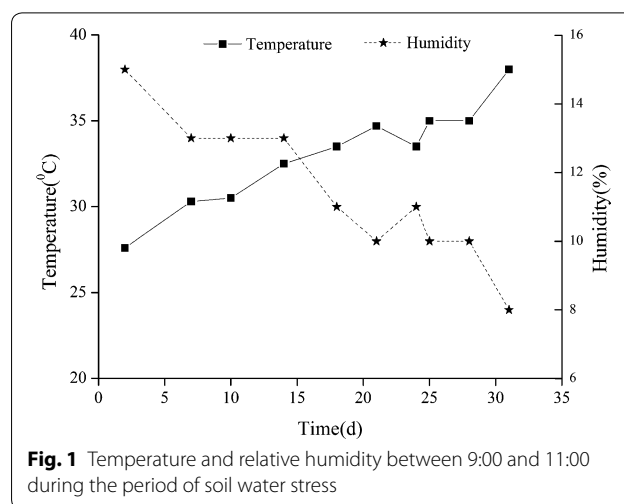 Temperature Humidity
40
35
30
25
20
Temperature(⁰C)
16
14
12
10
8
6
Humidity(%)
0 5 10 15 20 25 30 35
Time(d)
Fig. 1 Temperature and relative humidity between 9:00 and 11:00
during the period of soil water stress